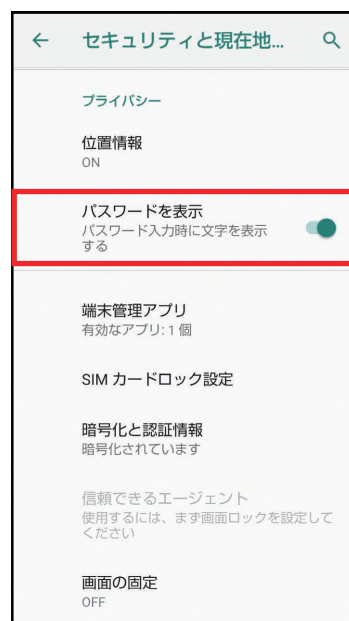 セキュリティと現在地...
プライバシー
位置情報
ON
パスワードを表示
パスワード入力時に文字を表示
する
端末管理アプリ
有効なアプリ: 1 個
SIM カードロック設定
暗号化と認証情報
暗号化されています
信頼できるエージェント
使用するには、まず画面ロックを設定して
ください
画面の固定
OFF